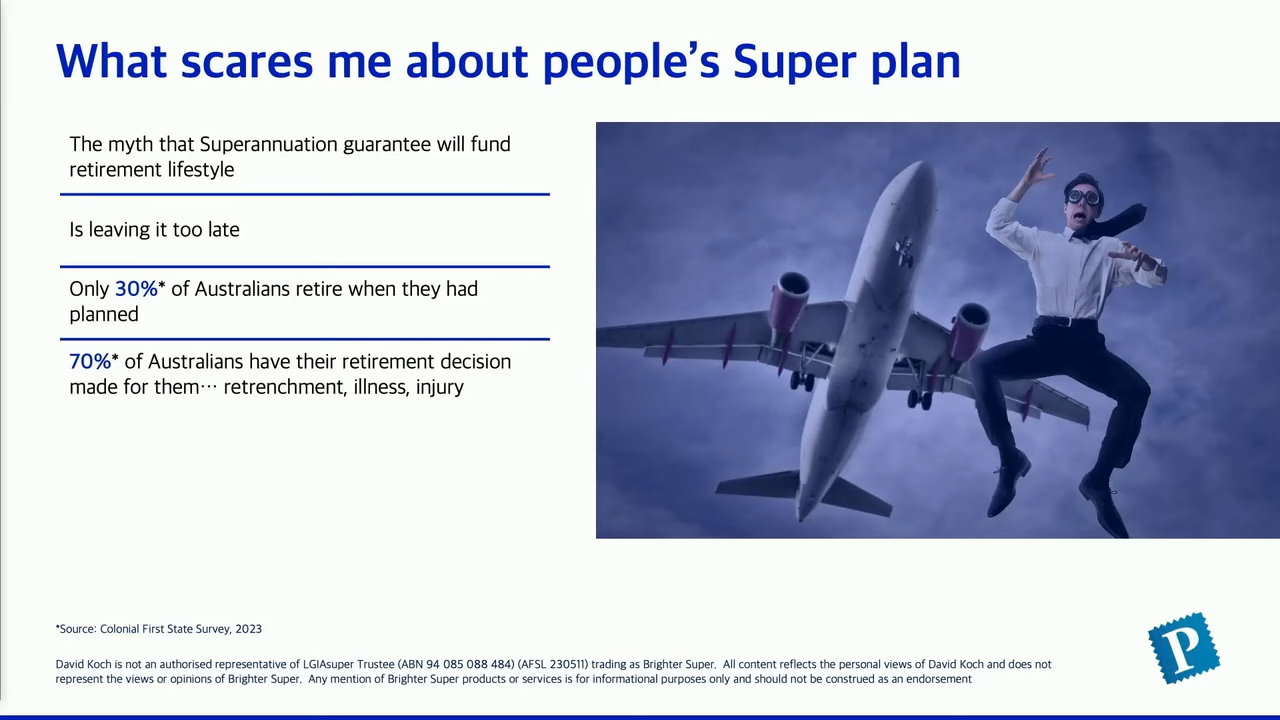 What scares me about people’s Super plan
The myth that Superannuation guarantee will fund
retirement lifestyle
Is leaving it too late
Only 30%* of Australians retire when they had
planned
70%* of Australians have their retirement decision
made for them··· retrenchment, illness, injury
*Source: Colonial First State Survey, 2023
David Koch is not an authorised representative of LGIAsuper Trustee (ABN 94 085 088 484) (AFSL 230511) trading as Brighter Super. All content reflects the personal views of David Koch and does not
represent the views or opinions of Brighter Super. Any mention of Brighter Super products or services is for informational purposes only and should not be construed as an endorsement
P